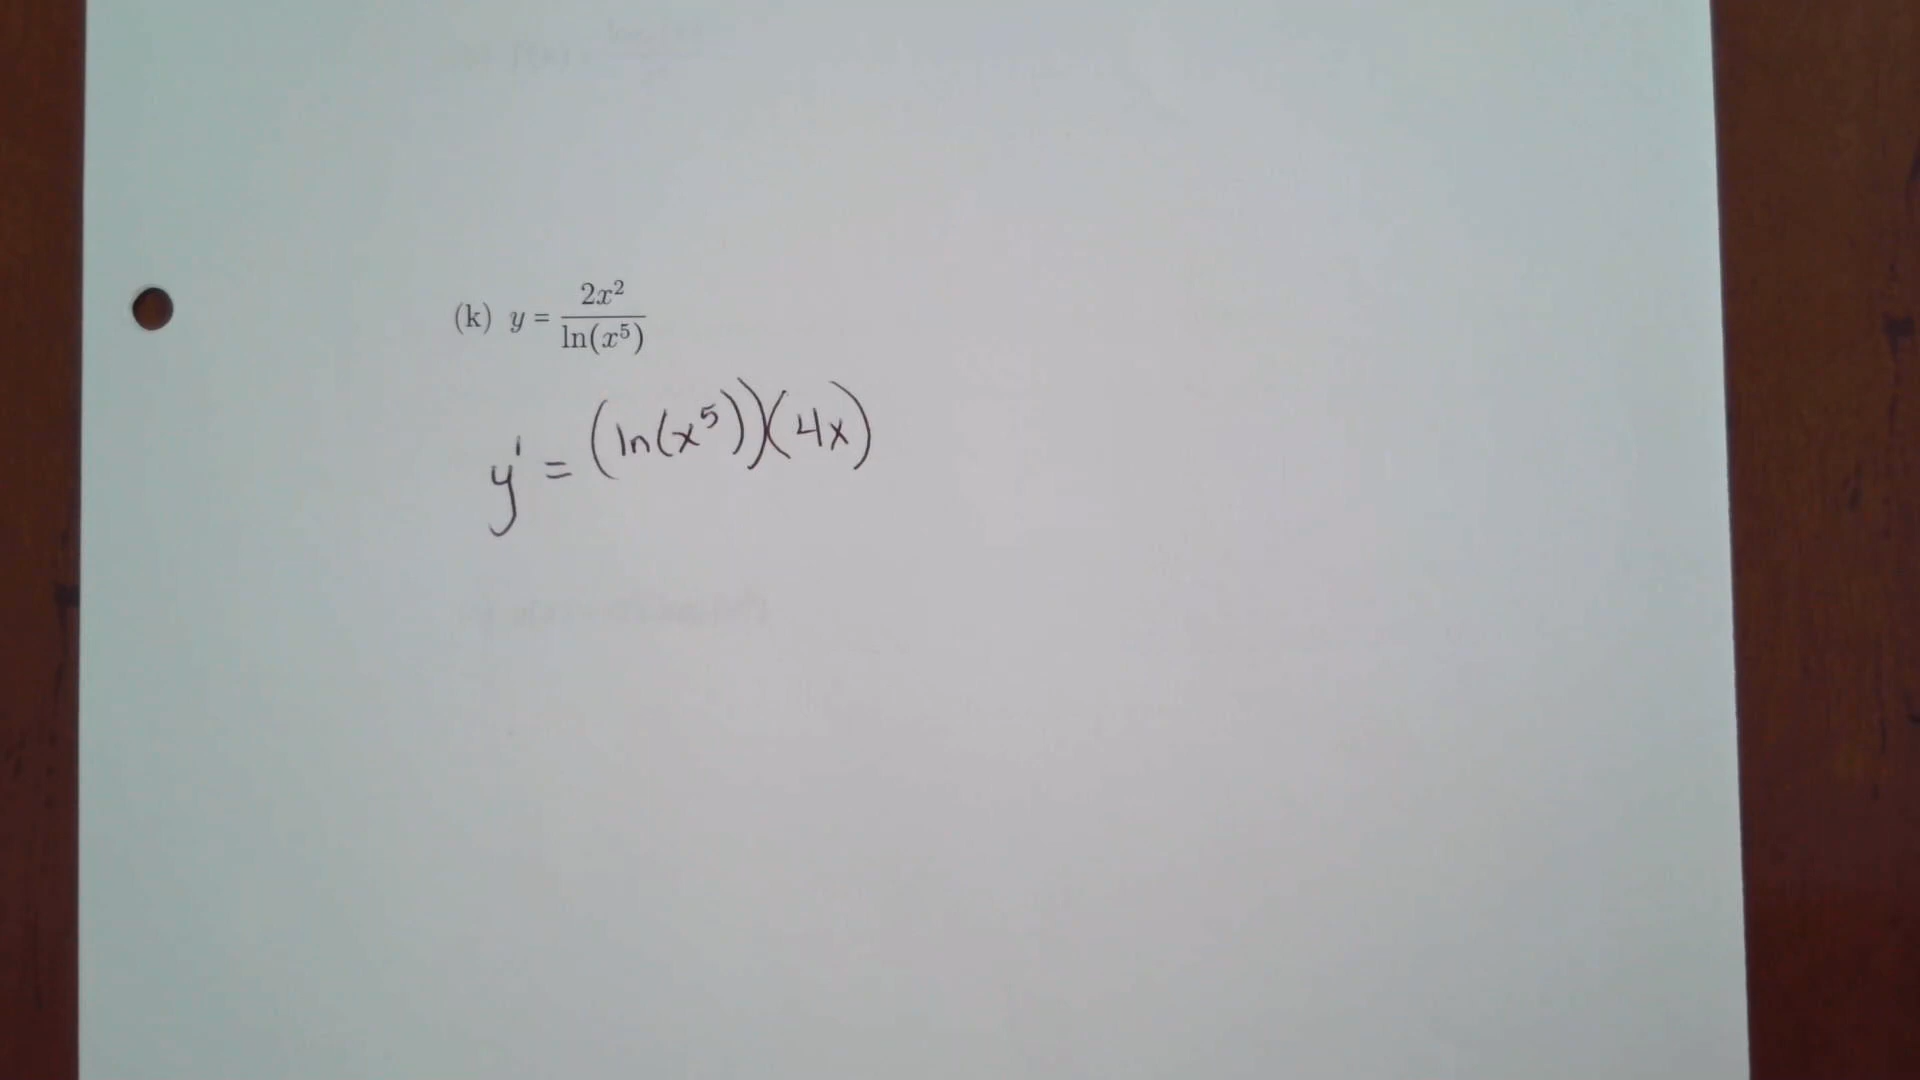 (k) y = 2x² / ln(x⁵)
y' = (ln(x⁵))(4x)